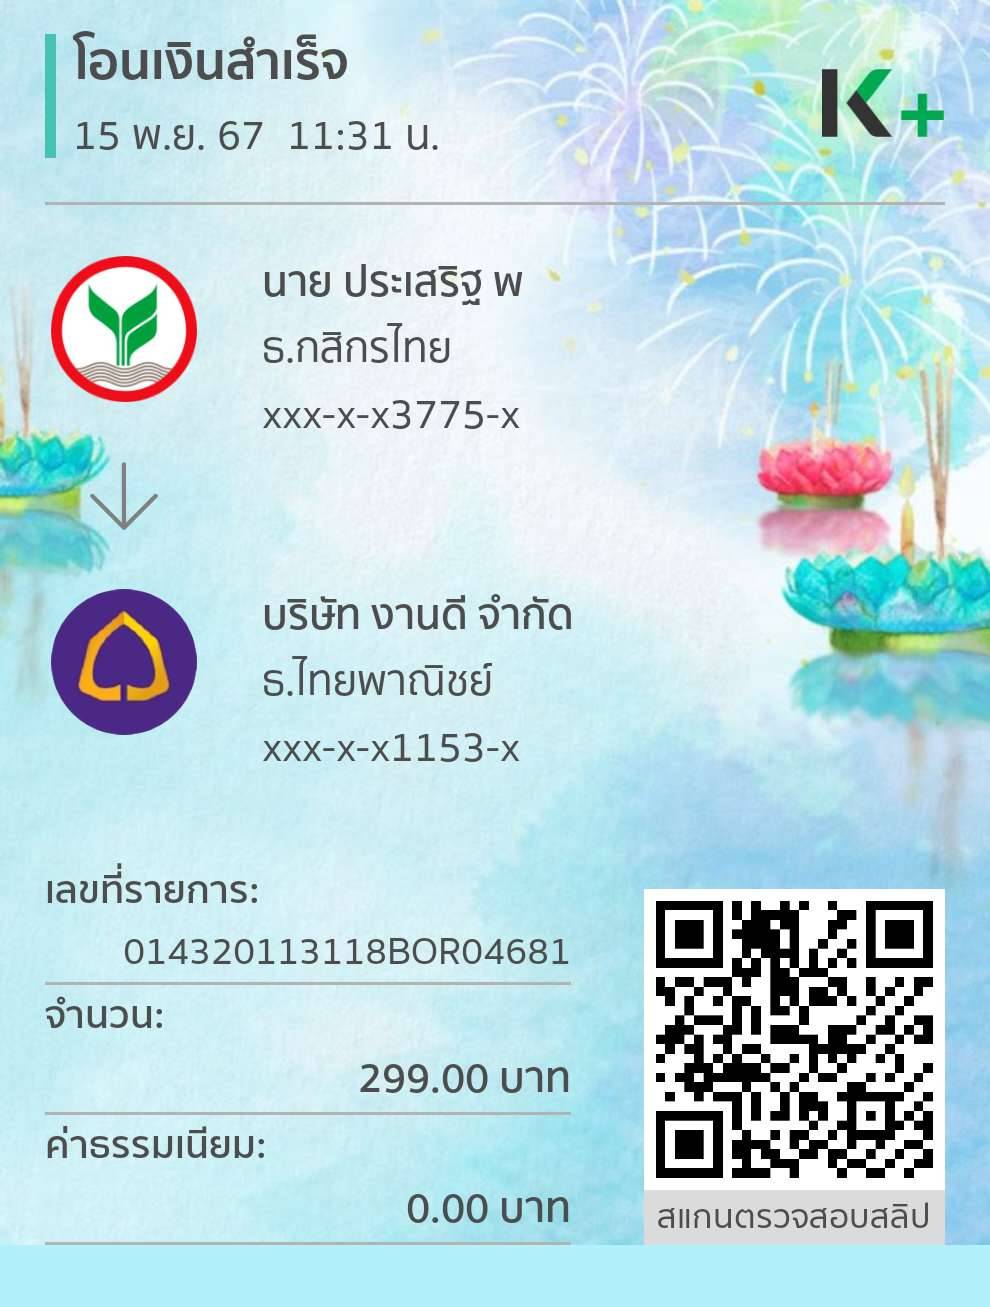 โอนเงินสำเร็จ
15 พ.ย. 67  11:31 น.
K+
นาย ประเสริฐ พ
ธ.กสิกรไทย
xxx-x-x3775-x
บริษัท งานดี จำกัด
ธ.ไทยพาณิชย์
xxx-x-x1153-x
เลขที่รายการ:
014320113118BOR04681
จำนวน:
299.00 บาท
ค่าธรรมเนียม:
0.00 บาท
สแกนตรวจสอบสลิป